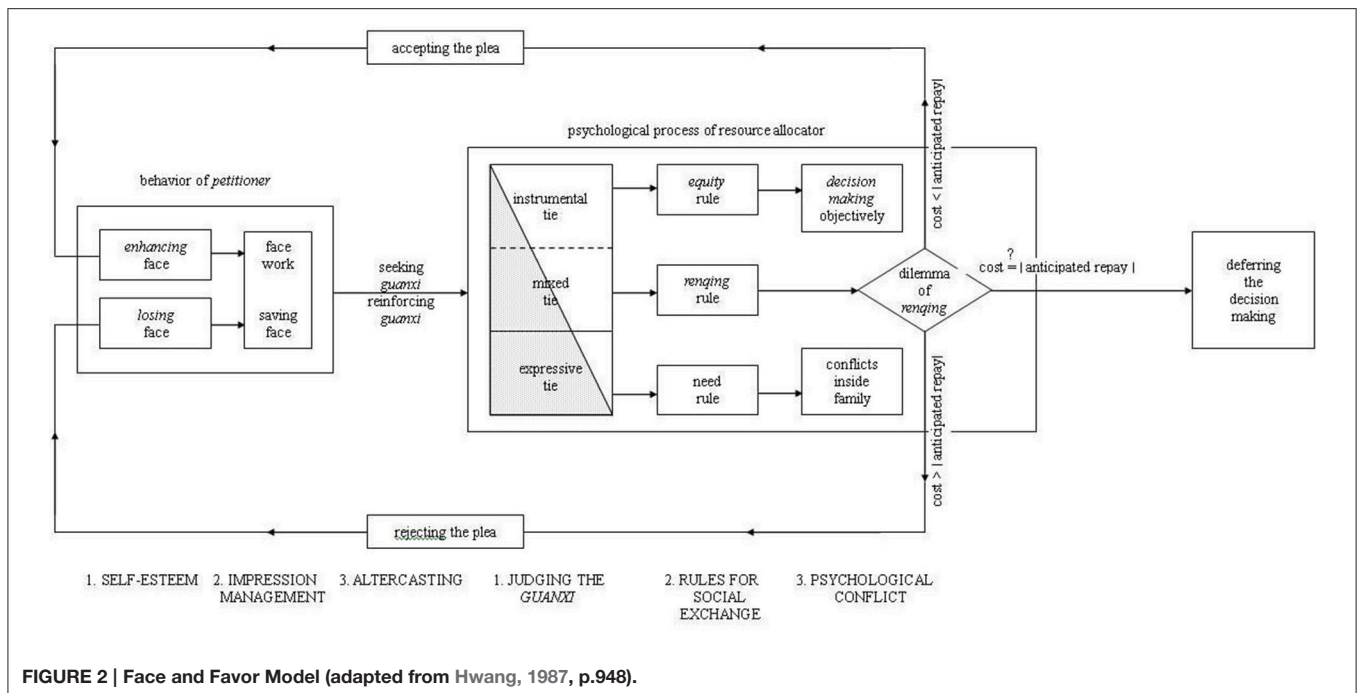 accepting the plea
psychological process of resource allocator
behavior of petitioner
enhancing
face
face
work
losing
face
saving
face
seeking
guanxi
reinforcing
guanxi
instrumental
tie
mixed
tie
expressive
tie
equity
rule
renqing
rule
need
rule
decision
making
objectively
dilemma
of
renqing
conflicts
inside
family
cost < | anticipated repay|
?
cost = | anticipated repay |
cost > | anticipated repay|
deferring
the
decision
making
rejecting the plea
1. SELF-ESTEEM
2. IMPRESSION
MANAGEMENT
3. ALTERCASTING
1. JUDGING THE
GUANXI
2. RULES FOR
SOCIAL
EXCHANGE
3. PSYCHOLOGICAL
CONFLICT
FIGURE 2 | Face and Favor Model (adapted from Hwang, 1987, p.948).